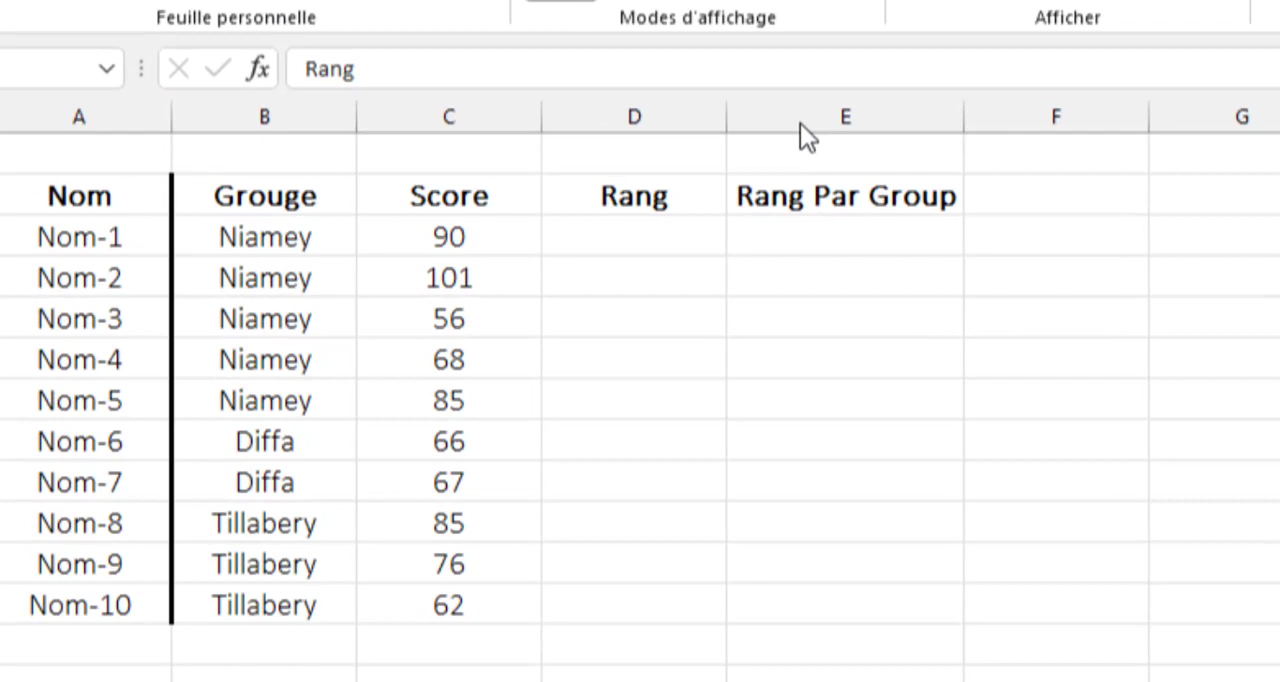 Feuille personnelle Modes d'affichage Afficher
fx Rang
A B C D E F G
Nom Grouge Score Rang Rang Par Group
Nom-1 Niamey 90
Nom-2 Niamey 101
Nom-3 Niamey 56
Nom-4 Niamey 68
Nom-5 Niamey 85
Nom-6 Diffa 66
Nom-7 Diffa 67
Nom-8 Tillabery 85
Nom-9 Tillabery 76
Nom-10 Tillabery 62